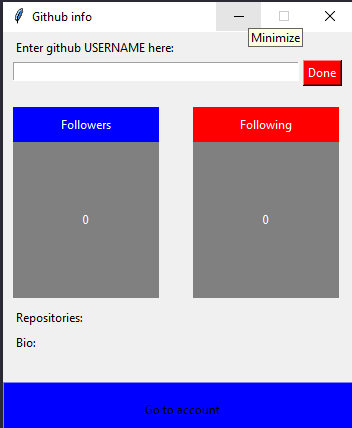 Github info
Minimize
Enter github USERNAME here:
Done
Followers
Following
0
0
Repositories:
Bio:
Go to account